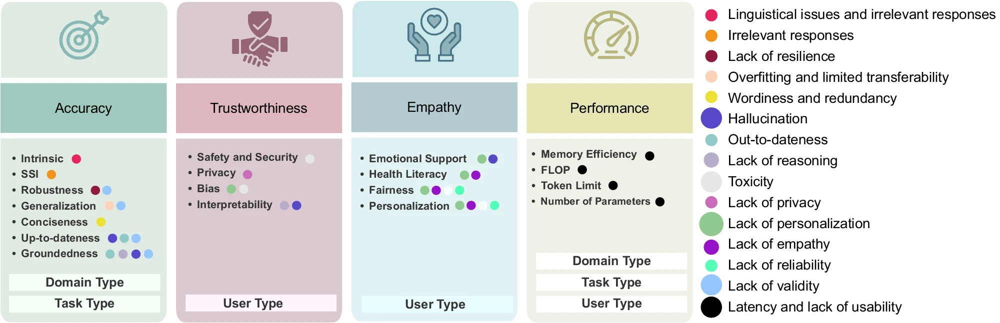 Accuracy
• Intrinsic
• SSI
• Robustness
• Generalization
• Conciseness
• Up-to-dateness
• Groundedness
Domain Type
Task Type
Trustworthiness
• Safety and Security
• Privacy
• Bias
• Interpretability
User Type
Empathy
• Emotional Support
• Health Literacy
• Fairness
• Personalization
User Type
Performance
• Memory Efficiency
• FLOP
• Token Limit
• Number of Parameters
Domain Type
Task Type
User Type
Linguistical issues and irrelevant responses
Irrelevant responses
Lack of resilience
Overfitting and limited transferability
Wordiness and redundancy
Hallucination
Out-to-dateness
Lack of reasoning
Toxicity
Lack of privacy
Lack of personalization
Lack of empathy
Lack of reliability
Lack of validity
Latency and lack of usability